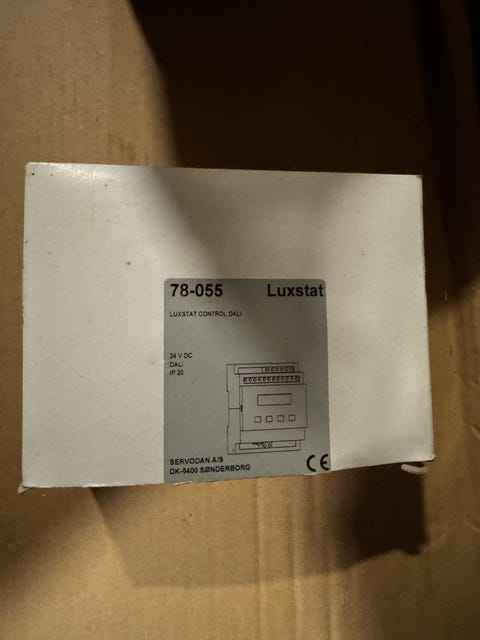 78-055 Luxstat
LUXSTAT CONTROL DALI
24 V DC
DALI
IP 20
SERVODAN A/S
DK-6400 SØNDERBORG
CE